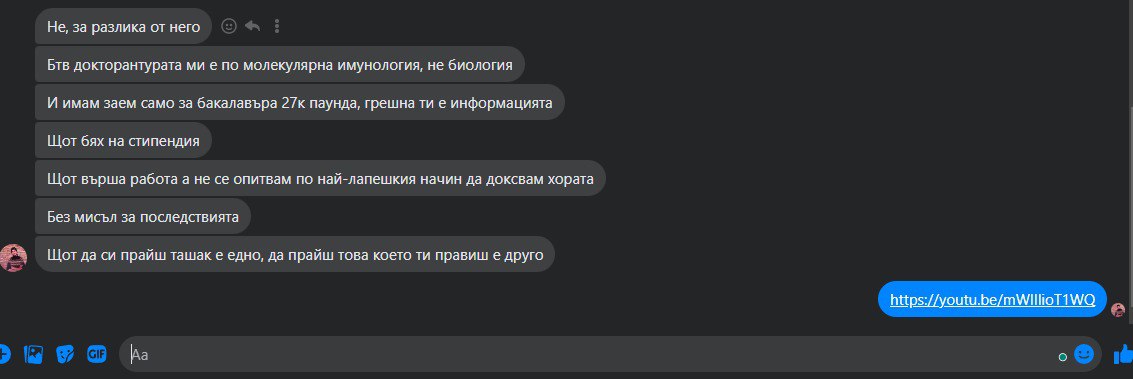 Не, за разлика от него
Бтв докторантурата ми е по молекулярна имунология, не биология
И имам заем само за бакалавъра 27к паунда, грешна ти е информацията
Щот бях на стипендия
Щот върша работа а не се опитвам по най-лапешкия начин да доксвам хората
Без мисъл за последствията
Щот да си прайш ташак е едно, да прайш това което ти правиш е друго
https://youtu.be/mWIllioT1WQ
GIF
Aa